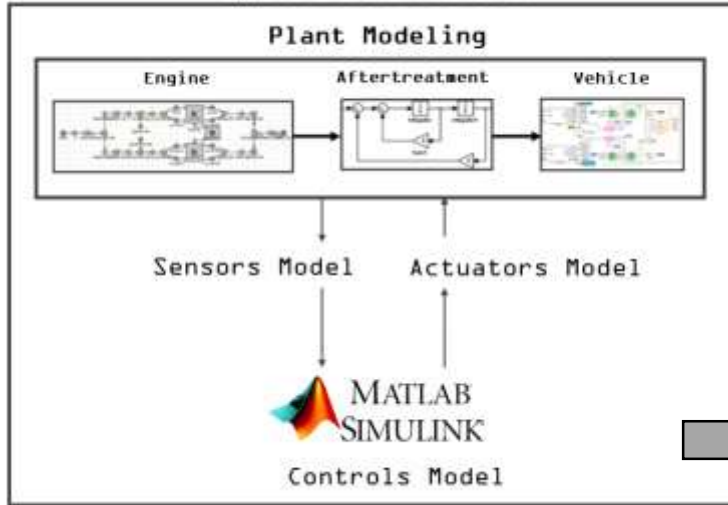 Plant Modeling
Engine
Aftertreatment
Vehicle
Sensors Model
Actuators Model
MATLAB
SIMULINK
Controls Model